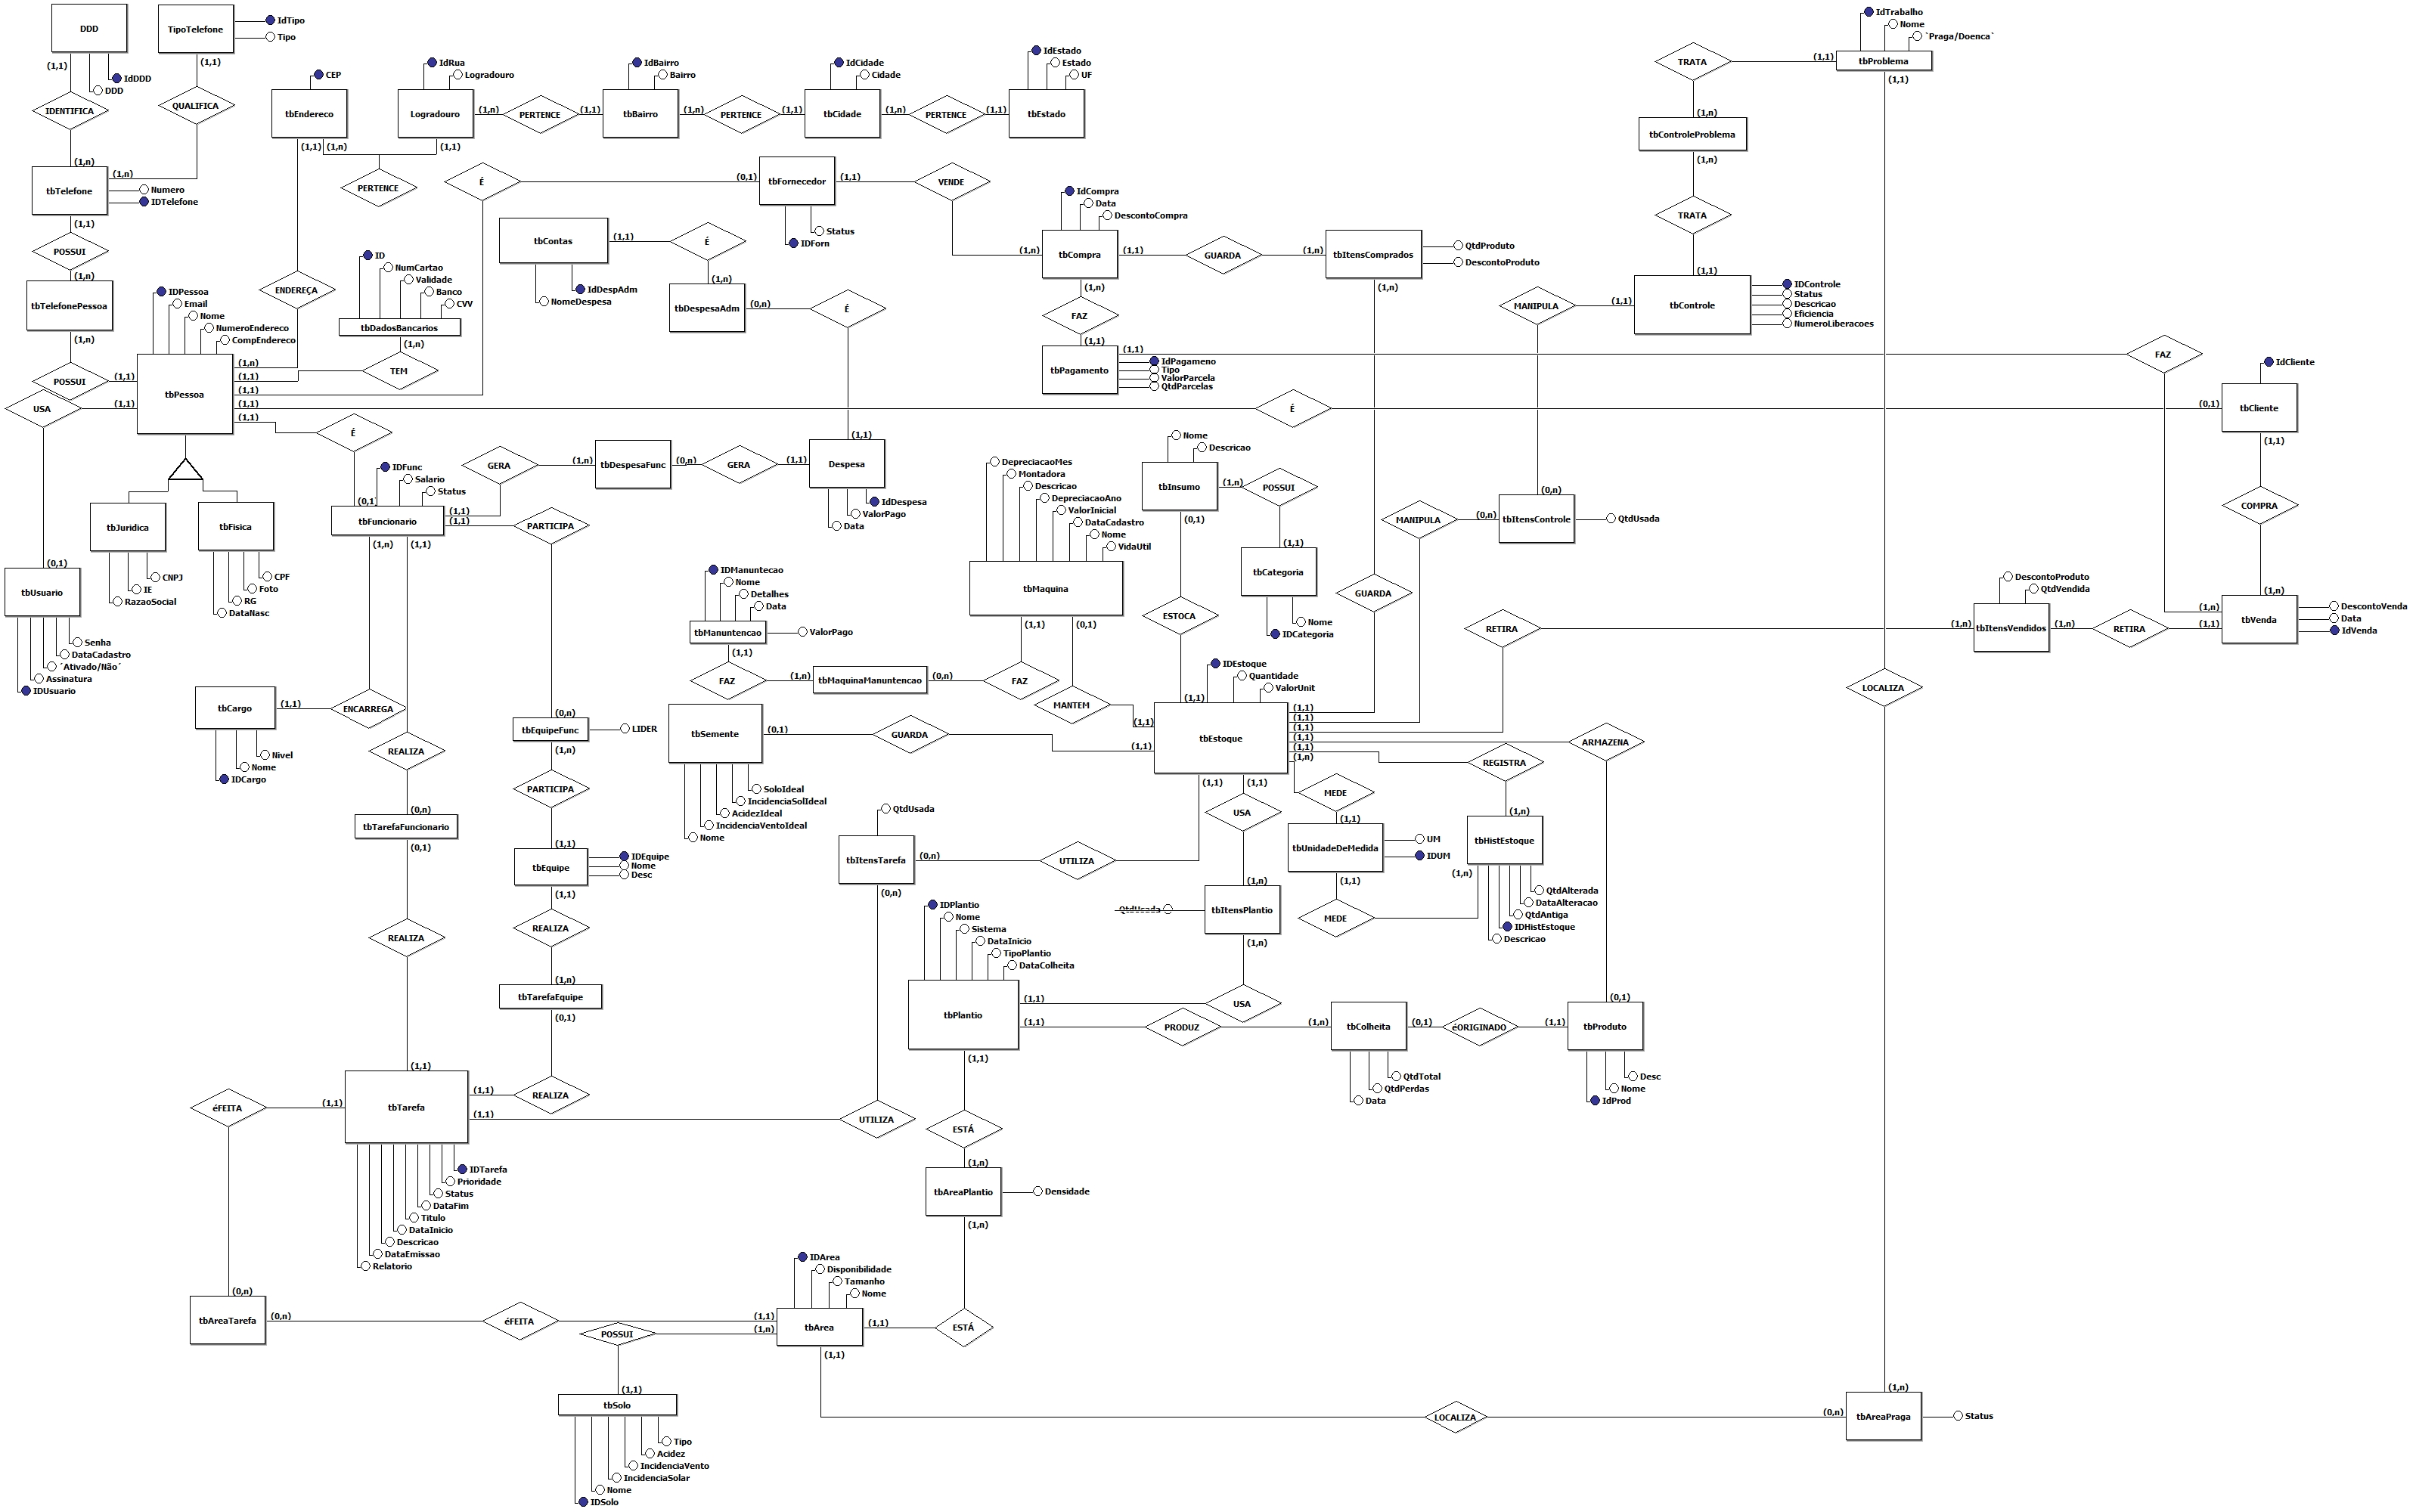 DDD
TipoTelefone
IdTipo
Tipo
(1,1)
IdDDD
DDD
(1,1)
IDENTIFICA
QUALIFICA
(1,n)
(1,n)
tbTelefone
Numero
IDTelefone
(1,1)
POSSUI
(1,n)
tbTelefonePessoa
(1,n)
POSSUI
(1,1)
USA
(1,1)
CEP
tbEndereco
(1,1)
(1,n)
PERTENCE
(1,1)
IdRua
Logradouro
Logradouro
(1,n)
PERTENCE
(1,1)
IdBairro
Bairro
tbBairro
(1,n)
PERTENCE
(1,1)
IdCidade
Cidade
tbCidade
(1,n)
PERTENCE
(1,1)
IdEstado
Estado
UF
tbEstado
ENDEREÇA
IDPessoa
Email
Nome
NumeroEndereco
CompEndereco
tbPessoa
(1,n)
(1,1)
(1,1)
(1,1)
(1,1)
ID
NumCartao
Validade
Banco
CVV
tbDadosBancarios
(1,n)
TEM
É
(0,1)
tbFornecedor
(1,1)
Status
IDForn
VENDE
(1,n)
tbContas
(1,1)
É
IdDespAdm
NomeDespesa
(1,n)
tbDespesaAdm
(0,n)
É
(1,1)
IdCompra
Data
DescontoCompra
tbCompra
(1,1)
GUARDA
(1,n)
tbItensComprados
QtdProduto
DescontoProduto
(1,n)
(1,n)
FAZ
(1,1)
tbPagamento
(1,1)
IdPagameno
Tipo
ValorParcela
QtdParcelas
FAZ
IdTrabalho
Nome
`Praga/Doenca`
tbProblema
(1,1)
(1,1)
TRATA
(1,n)
tbControleProblema
(1,n)
TRATA
(1,1)
tbControle
IDControle
Status
Descricao
Eficiencia
NumeroLiberacoes
(1,1)
MANIPULA
IdCliente
tbCliente
(0,1)
(1,1)
É
É
(0,1)
IDFunc
Salario
Status
tbFuncionario
(1,1)
(1,1)
(1,n)
(1,1)
GERA
(1,n)
tbDespesaFunc
(0,n)
GERA
(1,1)
Despesa
IdDespesa
ValorPago
Data
PARTICIPA
tbJuridica
CNPJ
IE
RazaoSocial
tbFisica
CPF
Foto
RG
DataNasc
(0,1)
tbUsuario
Senha
DataCadastro
´Ativado/Não´
Assinatura
IDUsuario
tbCargo
(1,1)
ENCARREGA
Nivel
Nome
IDCargo
REALIZA
(0,n)
tbTarefaFuncionario
(0,1)
REALIZA
(1,1)
(0,n)
tbEquipeFunc
LIDER
(1,n)
PARTICIPA
(1,1)
tbEquipe
IDEquipe
Nome
Desc
(1,1)
REALIZA
(1,n)
tbTarefaEquipe
(0,1)
REALIZA
(1,1)
IDManuntecao
Nome
Detalhes
Data
tbManuntencao
ValorPago
(1,1)
FAZ
(1,n)
tbMaquinaManuntencao
(0,n)
FAZ
(1,1)
DepreciacaoMes
Montadora
Descricao
DepreciacaoAno
ValorInicial
DataCadastro
Nome
VidaUtil
tbMaquina
(0,1)
MANTEM
(1,1)
Nome
Descricao
tbInsumo
(1,n)
POSSUI
(1,1)
tbCategoria
Nome
IDCategoria
(0,1)
ESTOCA
(1,1)
IDEstoque
Quantidade
ValorUnit
tbEstoque
(1,1)
(1,1)
(1,1)
(1,1)
(1,1)
(1,n)
(1,1)
(1,1)
(1,1)
GUARDA
MANIPULA
(0,n)
(0,n)
tbItensControle
QtdUsada
RETIRA
(1,n)
DescontoProduto
QtdVendida
tbItensVendidos
(1,n)
RETIRA
(1,1)
COMPRA
(1,n)
(1,n)
tbVenda
DescontoVenda
Data
IdVenda
LOCALIZA
tbSemente
(0,1)
GUARDA
SoloIdeal
IncidenciaSolIdeal
AcidezIdeal
IncidenciaVentoIdeal
Nome
ARMAZENA
REGISTRA
(1,n)
MEDE
(1,1)
tbUnidadeDeMedida
UM
IDUM
(1,1)
MEDE
(1,n)
tbHistEstoque
QtdAlterada
DataAlteracao
QtdAntiga
IDHistEstoque
Descricao
USA
(1,n)
tbItensPlantio
QtdUsada
(1,n)
USA
QtdUsada
tbItensTarefa
(0,n)
UTILIZA
(0,n)
UTILIZA
IDPlantio
Nome
Sistema
DataInicio
TipoPlantio
DataColheita
tbPlantio
(1,1)
(1,1)
(1,1)
PRODUZ
(1,n)
tbColheita
(0,1)
éORIGINADO
(1,1)
(0,1)
tbProduto
QtdTotal
QtdPerdas
Data
Desc
Nome
IdProd
ESTÁ
(1,n)
tbAreaPlantio
Densidade
(1,n)
ESTÁ
éFEITA
(1,1)
tbTarefa
(1,1)
(1,1)
IDTarefa
Prioridade
Status
DataFim
Titulo
DataInicio
Descricao
DataEmissao
Relatorio
(0,n)
tbAreaTarefa
(0,n)
éFEITA
(1,1)
IDArea
Disponibilidade
Tamanho
Nome
tbArea
(1,1)
(1,n)
POSSUI
(1,1)
(1,1)
tbSolo
Tipo
Acidez
IncidenciaVento
IncidenciaSolar
Nome
IDSolo
LOCALIZA
(0,n)
(1,n)
tbAreaPraga
Status